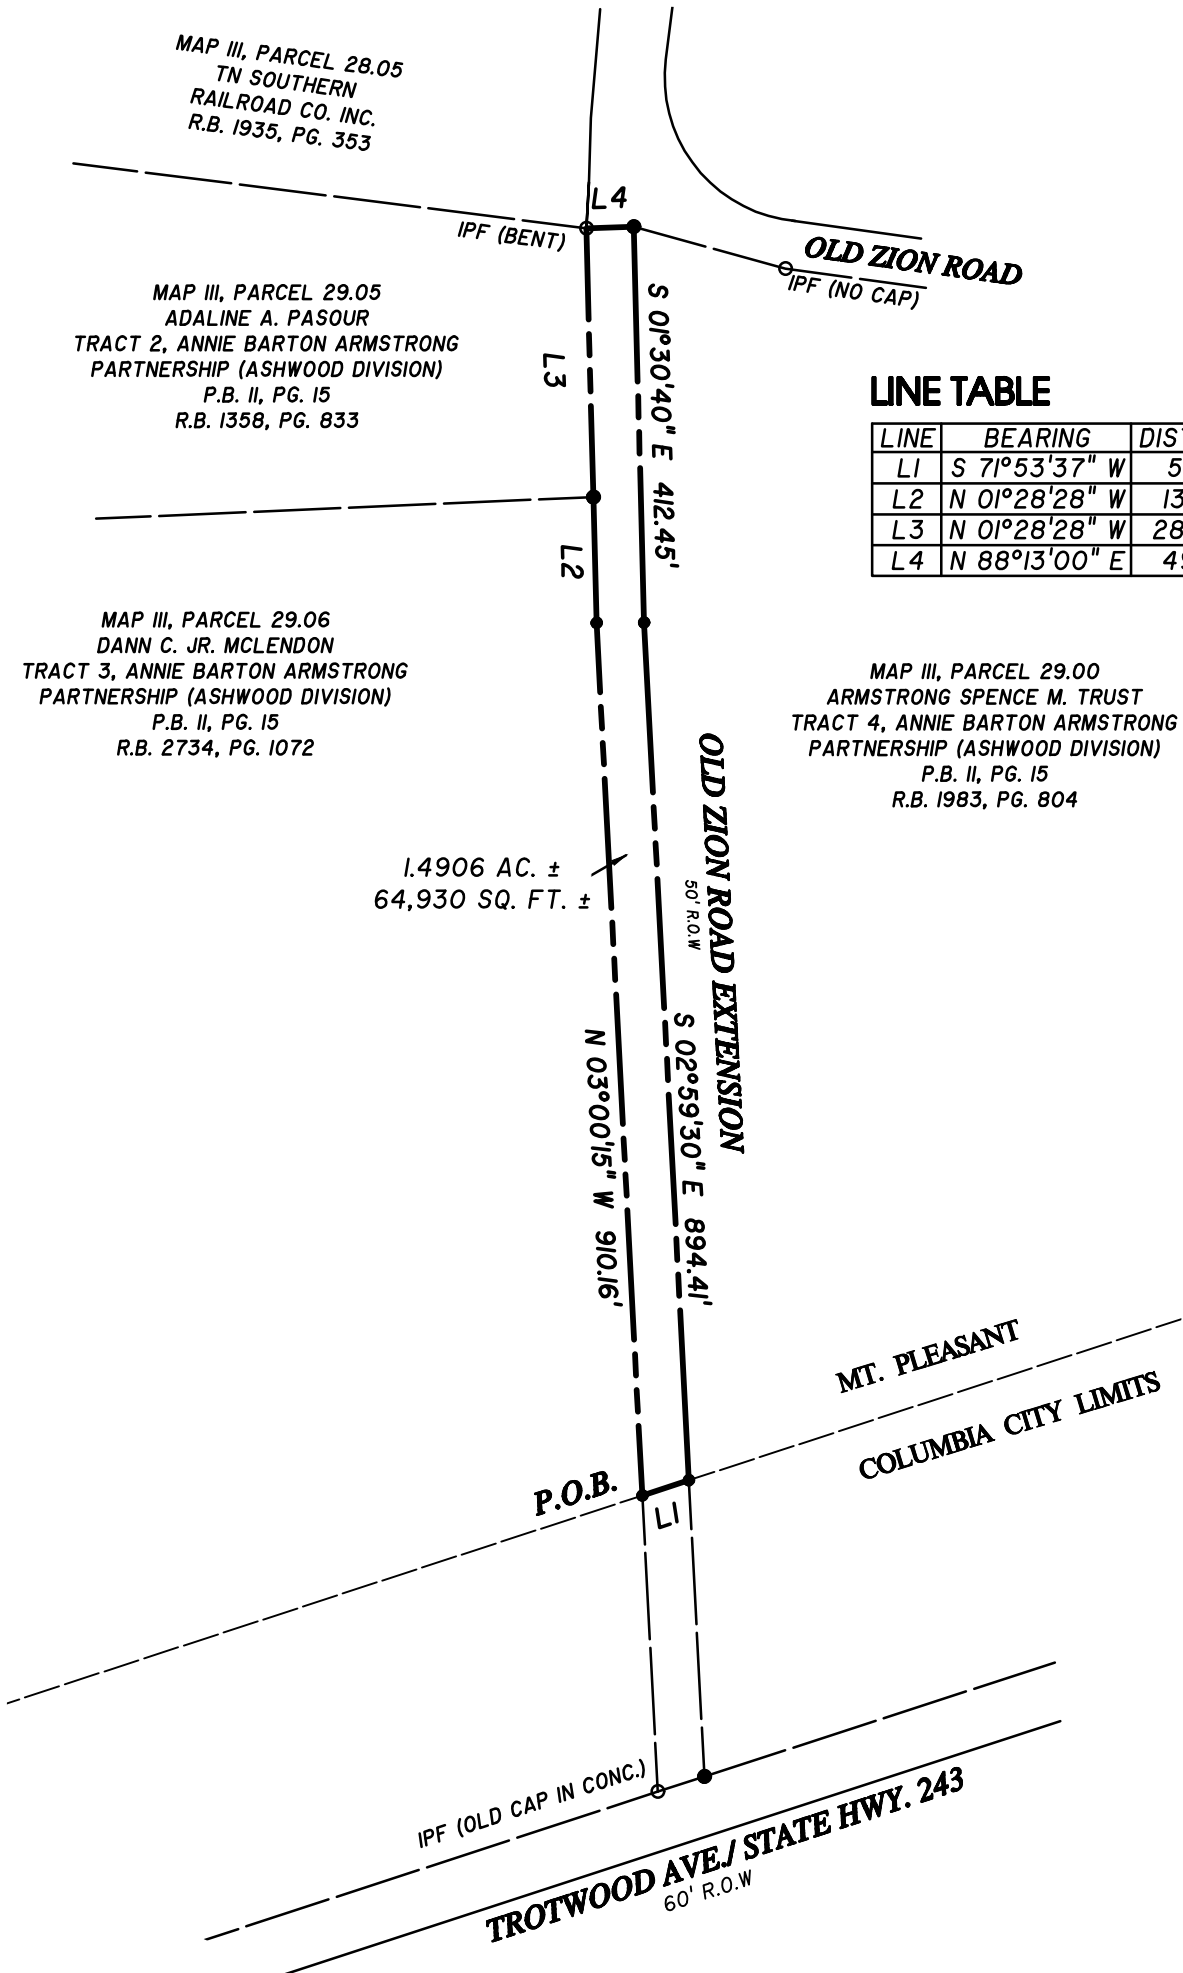 MAP III, PARCEL 28.05
TN SOUTHERN
RAILROAD CO. INC.
R.B. 1935, PG. 353
L4
IPF (BENT)
OLD ZION ROAD
IPF (NO CAP)
MAP III, PARCEL 29.05
ADALINE A. PASOUR
TRACT 2, ANNIE BARTON ARMSTRONG
PARTNERSHIP (ASHWOOD DIVISION)
P.B. 11, PG. 15
R.B. 1358, PG. 833
L3
S 01°30'40" E 412.45'
LINE TABLE
LINE BEARING
L1 S 71°53'37" W
L2 N 01°28'28" W
L3 N 01°28'28" W
L4 N 88°13'00" E
L2
MAP III, PARCEL 29.06
DANN C. JR. MCLENDON
TRACT 3, ANNIE BARTON ARMSTRONG
PARTNERSHIP (ASHWOOD DIVISION)
P.B. 11, PG. 15
R.B. 2734, PG. 1072
MAP III, PARCEL 29.00
ARMSTRONG SPENCE M. TRUST
TRACT 4, ANNIE BARTON ARMSTRONG
PARTNERSHIP (ASHWOOD DIVISION)
P.B. 11, PG. 15
R.B. 1983, PG. 804
OLD ZION ROAD EXTENSION
50' R.O.W
1.4906 AC. ±
64,930 SQ. FT. ±
N 03°00'15" W 910.16'
S 02°59'30" E 894.41'
MT. PLEASANT
COLUMBIA CITY LIMITS
P.O.B.
L1
IPF (OLD CAP IN CONC.)
TROTWOOD AVE./ STATE HWY. 243
60' R.O.W